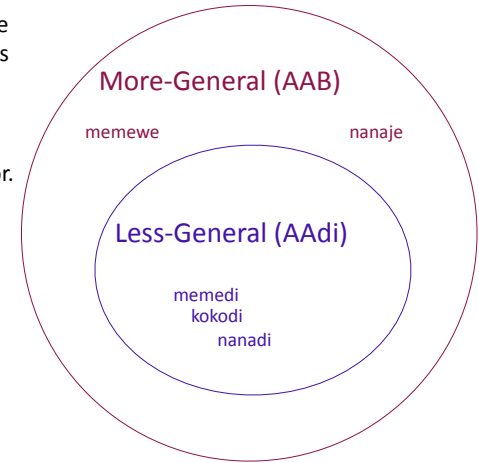 More-General (AAB)
memewe nanaje
Less-General (AAdi)
memedi
kokodi
nanadi